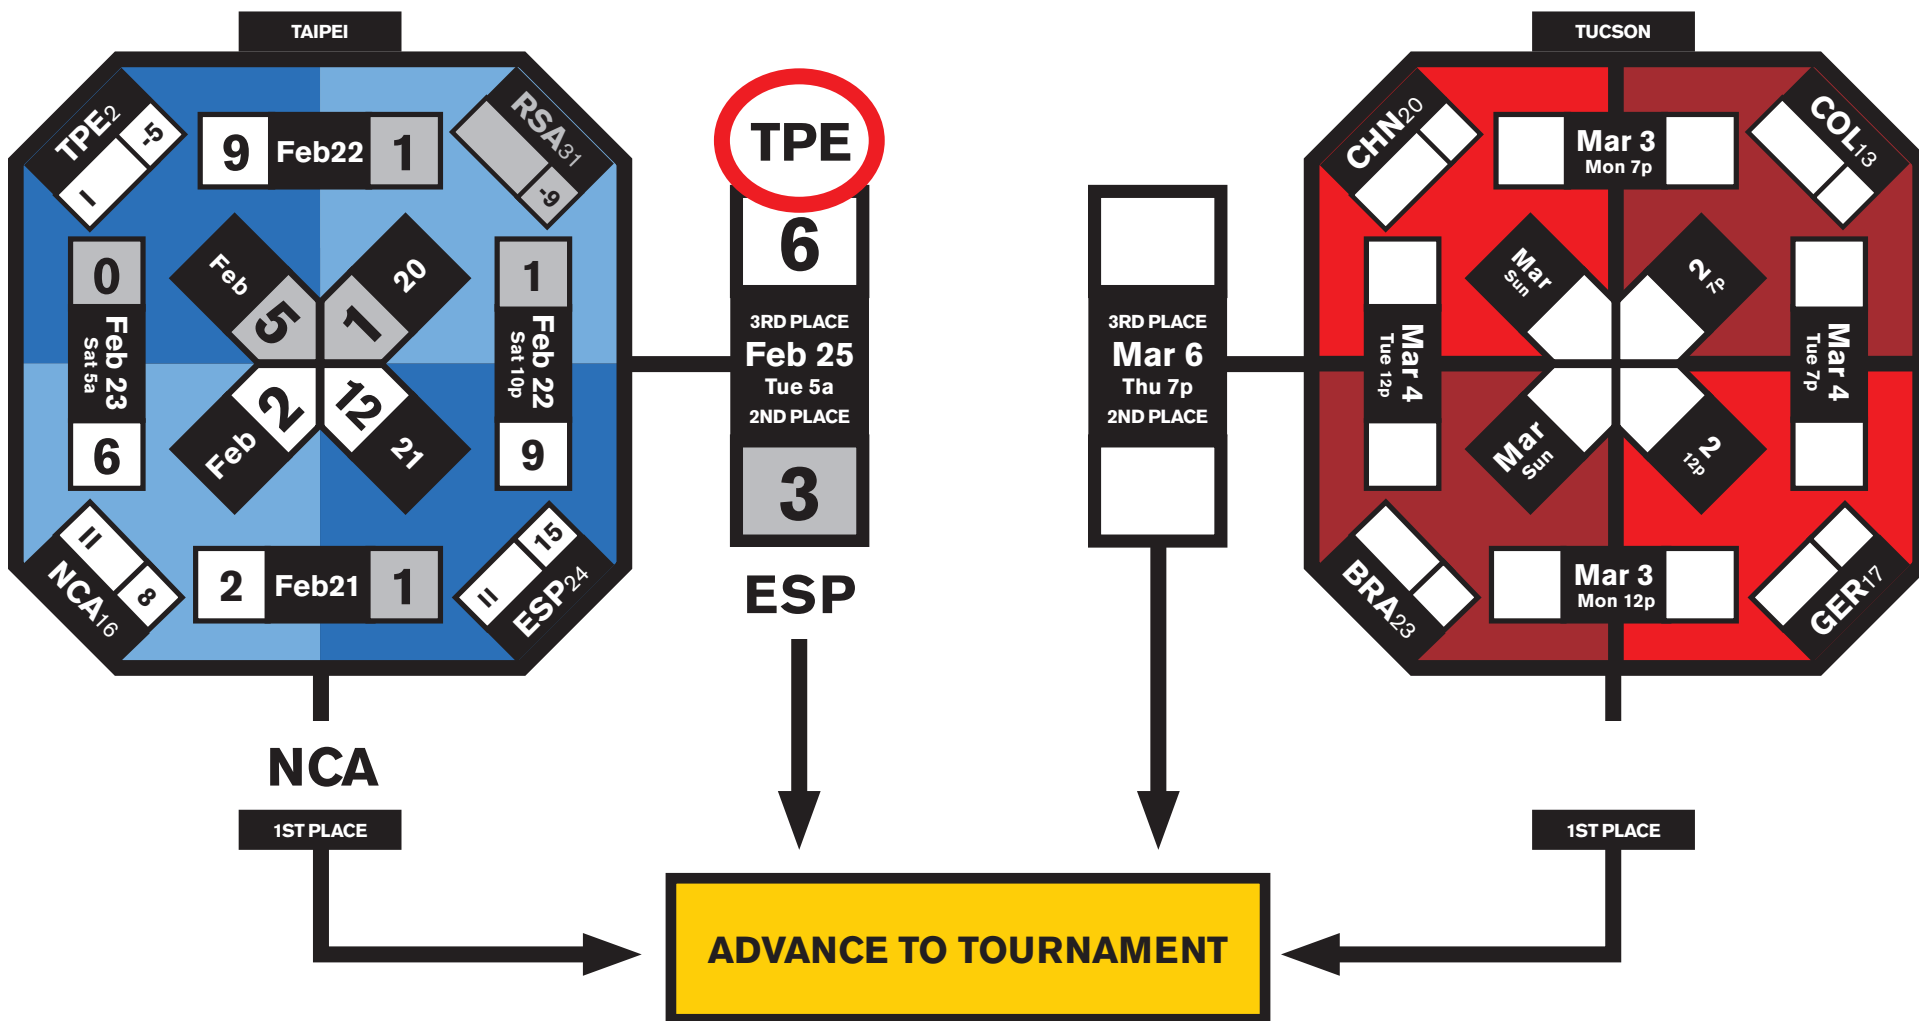 TAIPEI
TPE2
-5
I
9
Feb22
1
RSA31
-9
0
Feb 23
Sat 5a
6
Feb
5
1
20
1
Feb 22
Sat 10p
9
Feb
2
12
21
II
NCA16
8
2
Feb21
1
15
II
ESP24
NCA
1ST PLACE
TPE
6
3RD PLACE
Feb 25
Tue 5a
2ND PLACE
3
ESP
3RD PLACE
Mar 6
Thu 7p
2ND PLACE
TUCSON
CHN20
Mar 3
Mon 7p
COL13
Mar 4
Tue 12p
Mar
Sun
2
7p
Mar 4
Tue 7p
Mar
Sun
2
12p
BRA23
Mar 3
Mon 12p
GER17
1ST PLACE
ADVANCE TO TOURNAMENT